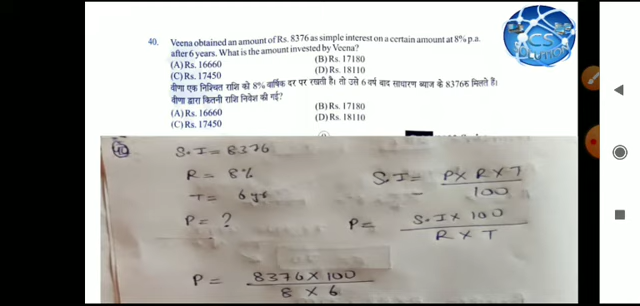 40. Veena obtained an amount of Rs. 8376 as simple interest on a certain amount at 8% p.a.
after 6 years. What is the amount invested by Veena?
(A) Rs. 16660 (B) Rs. 17180
(C) Rs. 17450 (D) Rs. 18110
वीणा एक निश्चित राशि को 8% वार्षिक दर पर रखती है। तो उसे 6 वर्ष बाद साधारण ब्याज के 8376₹ मिलते हैं।
वीणा द्वारा कितनी राशि निवेश की गई?
(A) Rs. 16660 (B) Rs. 17180
(C) Rs. 17450 (D) Rs. 18110
CS
SOLUTION
40
S.I = 8376
R = 8%
T = 6 yr
P = ?
S.I = P X R X T
100
P = S.I X 100
R X T
P = 8376 X 100
8 X 6